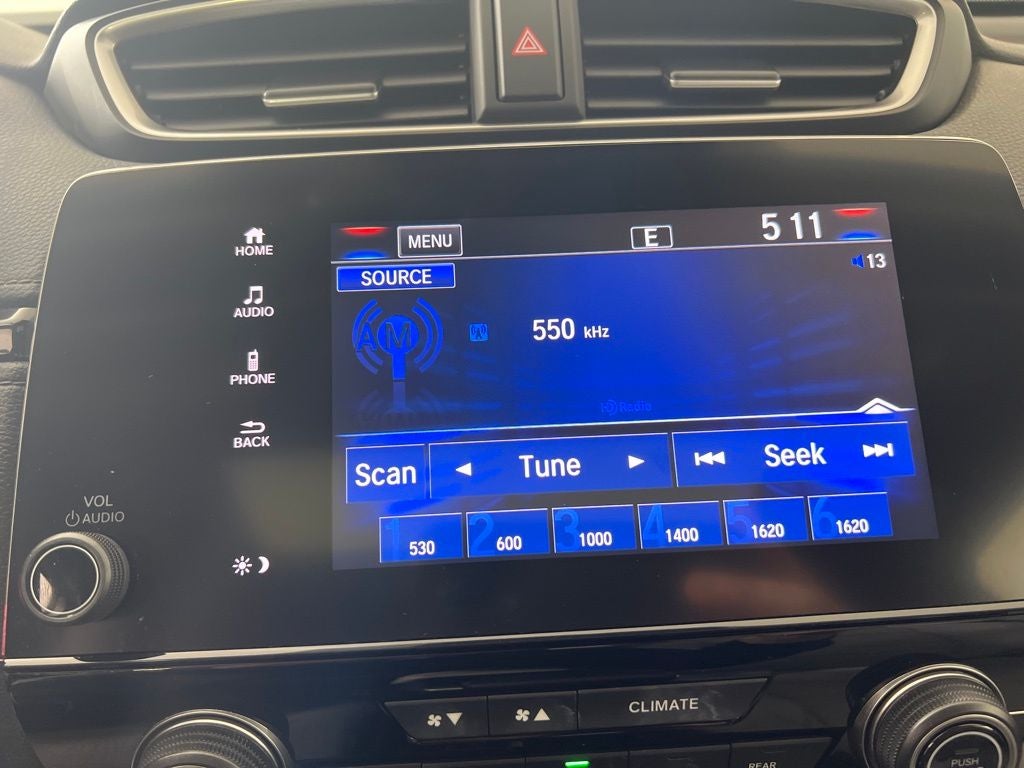 HOME
AUDIO
PHONE
BACK
VOL
AUDIO
MENU
E
5 11
SOURCE
13
AM
550 kHz
HD Radio
Scan
Tune
Seek
1 530
2 600
3 1000
4 1400
5 1620
6 1620
CLIMATE
REAR
PUSH